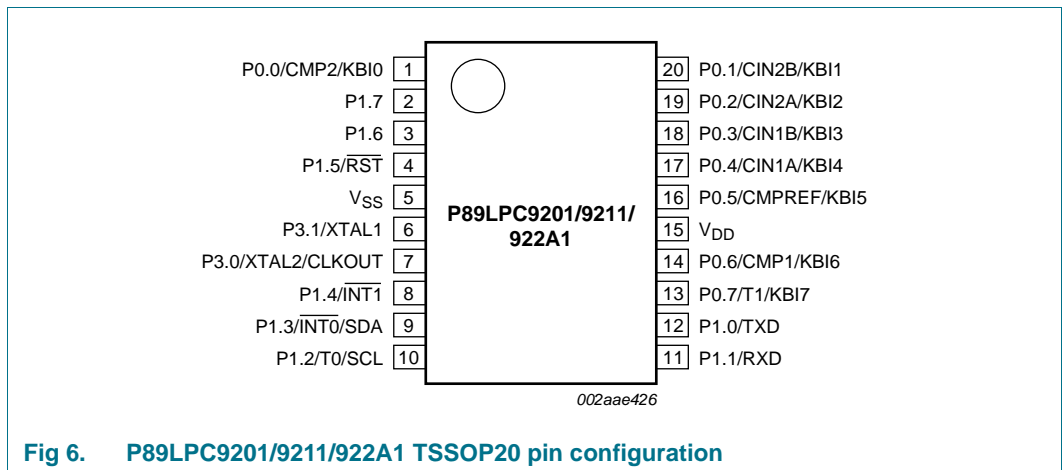 P0.0/CMP2/KBI0 1
P1.7 2
P1.6 3
P1.5/RST 4
VSS 5
P3.1/XTAL1 6
P3.0/XTAL2/CLKOUT 7
P1.4/INT1 8
P1.3/INT0/SDA 9
P1.2/T0/SCL 10
P89LPC9201/9211/
922A1
20 P0.1/CIN2B/KBI1
19 P0.2/CIN2A/KBI2
18 P0.3/CIN1B/KBI3
17 P0.4/CIN1A/KBI4
16 P0.5/CMPREF/KBI5
15 VDD
14 P0.6/CMP1/KBI6
13 P0.7/T1/KBI7
12 P1.0/TXD
11 P1.1/RXD
002aae426
Fig 6. P89LPC9201/9211/922A1 TSSOP20 pin configuration